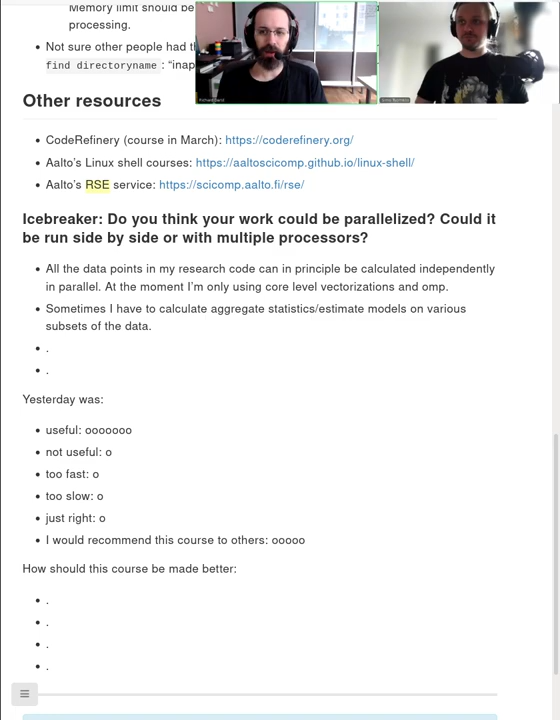 Memory limit should be
processing.
Not sure other people had th
find directoryname : “inap
Other resources
CodeRefinery (course in March): https://coderefinery.org/
Aalto’s Linux shell courses: https://aaltoscicomp.github.io/linux-shell/
Aalto’s RSE service: https://scicomp.aalto.fi/rse/
Icebreaker: Do you think your work could be parallelized? Could it
be run side by side or with multiple processors?
All the data points in my research code can in principle be calculated independently
in parallel. At the moment I’m only using core level vectorizations and omp.
Sometimes I have to calculate aggregate statistics/estimate models on various
subsets of the data.
.
.
Yesterday was:
useful: ooooooo
not useful: o
too fast: o
too slow: o
just right: o
I would recommend this course to others: ooooo
How should this course be made better:
.
.
.
.